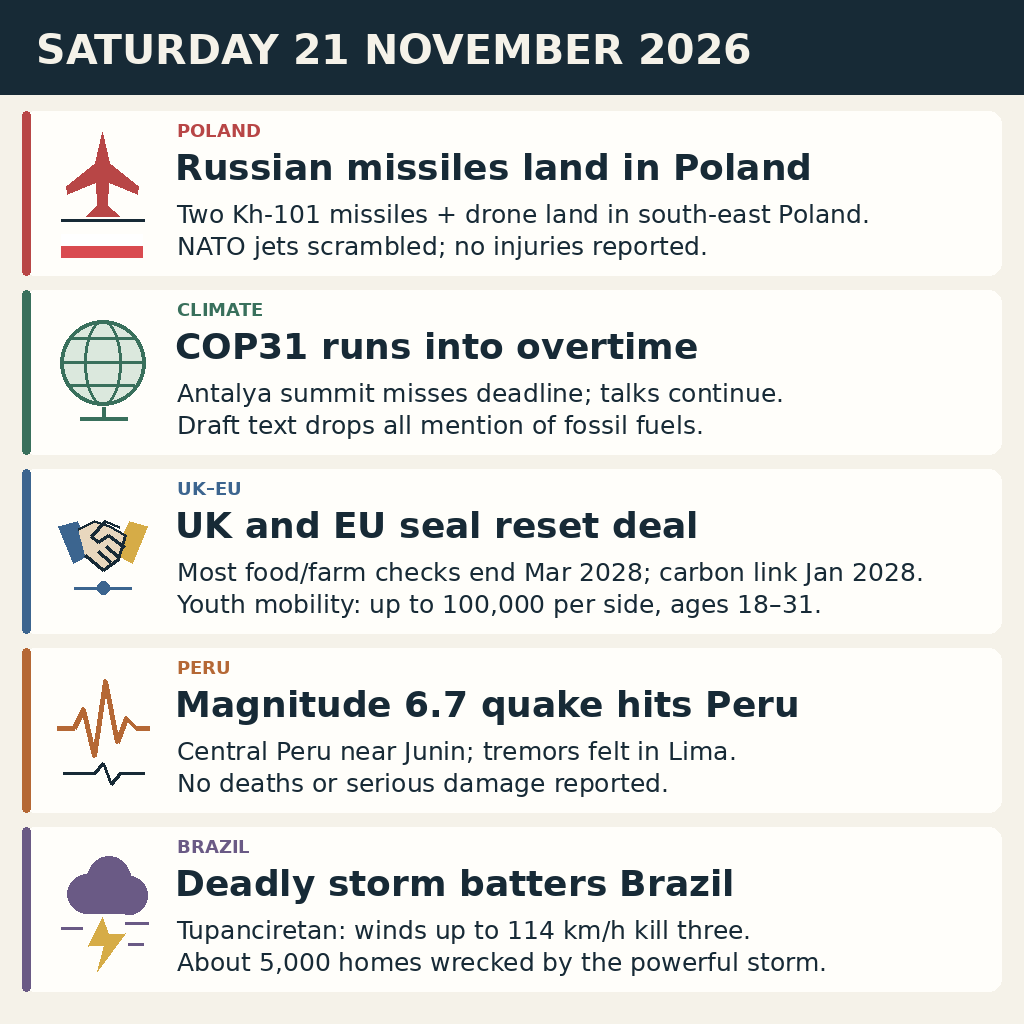 SATURDAY 21 NOVEMBER 2026
POLAND
Russian missiles land in Poland
Two Kh-101 missiles + drone land in south-east Poland.
NATO jets scrambled; no injuries reported.
CLIMATE
COP31 runs into overtime
Antalya summit misses deadline; talks continue.
Draft text drops all mention of fossil fuels.
UK–EU
UK and EU seal reset deal
Most food/farm checks end Mar 2028; carbon link Jan 2028.
Youth mobility: up to 100,000 per side, ages 18–31.
PERU
Magnitude 6.7 quake hits Peru
Central Peru near Junin; tremors felt in Lima.
No deaths or serious damage reported.
BRAZIL
Deadly storm batters Brazil
Tupanciretan: winds up to 114 km/h kill three.
About 5,000 homes wrecked by the powerful storm.